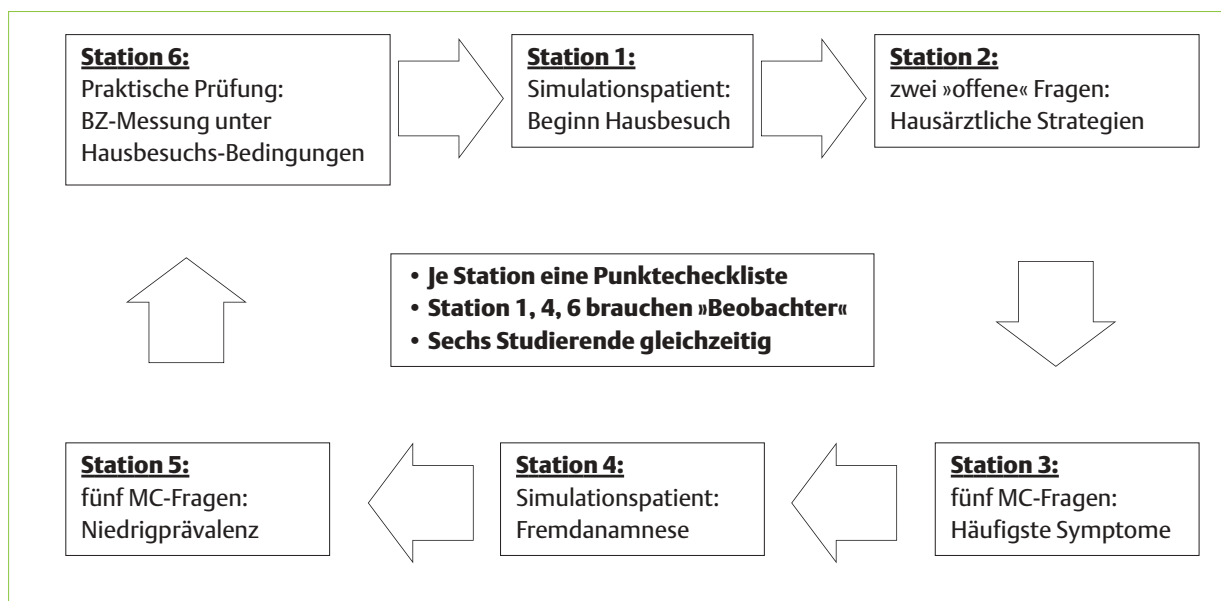 Station 6:
Praktische Prüfung:
BZ-Messung unter
Hausbesuchs-Bedingungen
Station 1:
Simulationspatient:
Beginn Hausbesuch
Station 2:
zwei »offene« Fragen:
Hausärztliche Strategien
• Je Station eine Punktecheckliste
• Station 1, 4, 6 brauchen »Beobachter«
• Sechs Studierende gleichzeitig
Station 5:
fünf MC-Fragen:
Niedrigprävalenz
Station 4:
Simulationspatient:
Fremdanamnese
Station 3:
fünf MC-Fragen:
Häufigste Symptome